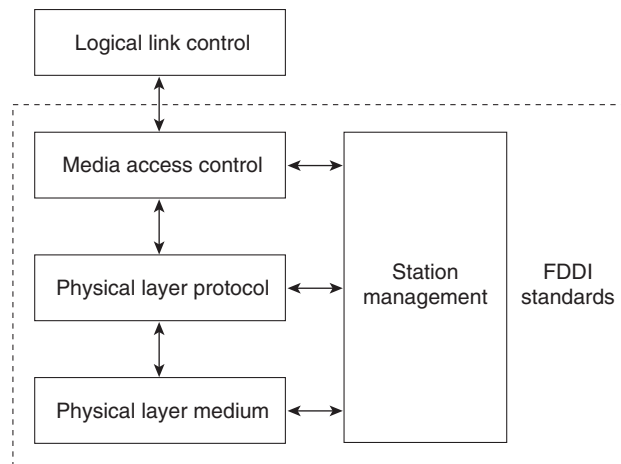 Logical link control
Media access control
Physical layer protocol
Station
management
FDDI
standards
Physical layer medium